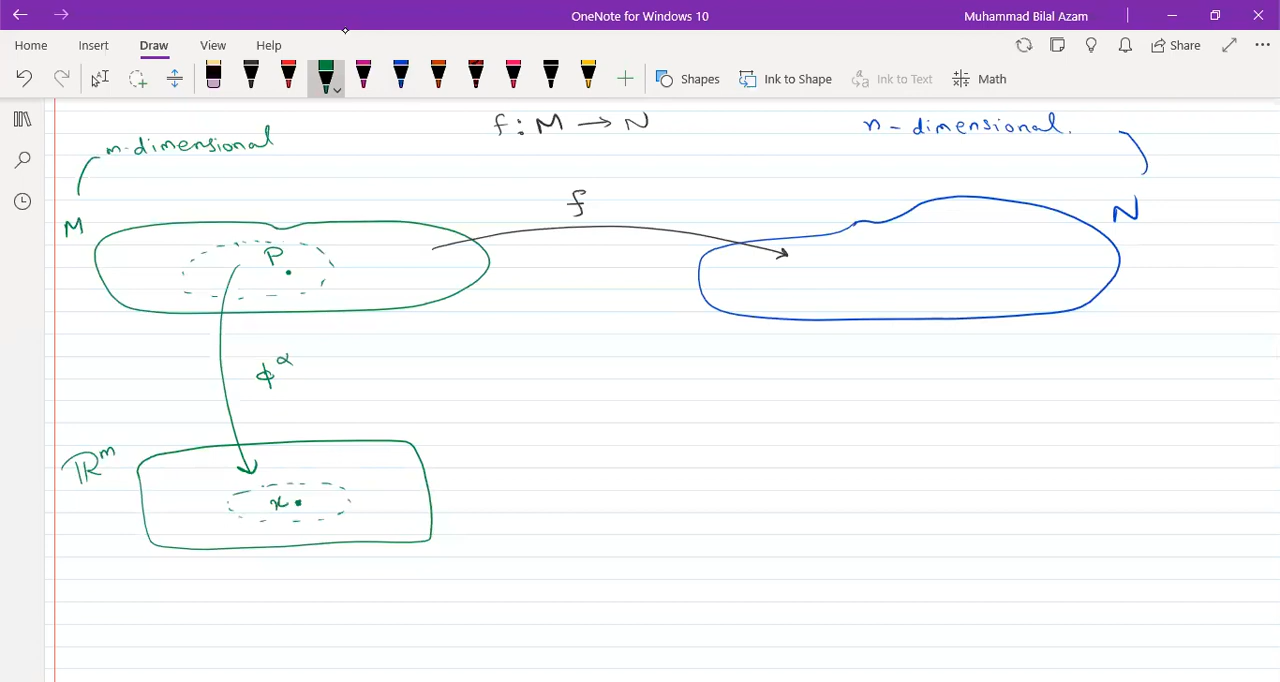 OneNote for Windows 10
Muhammad Bilal Azam
Home Insert Draw View Help
Share
Shapes Ink to Shape Ink to Text Math
f : M → N
n - dimensional.
m-dimensional
f
M
N
P
ϕ^α
ℝ^m
x